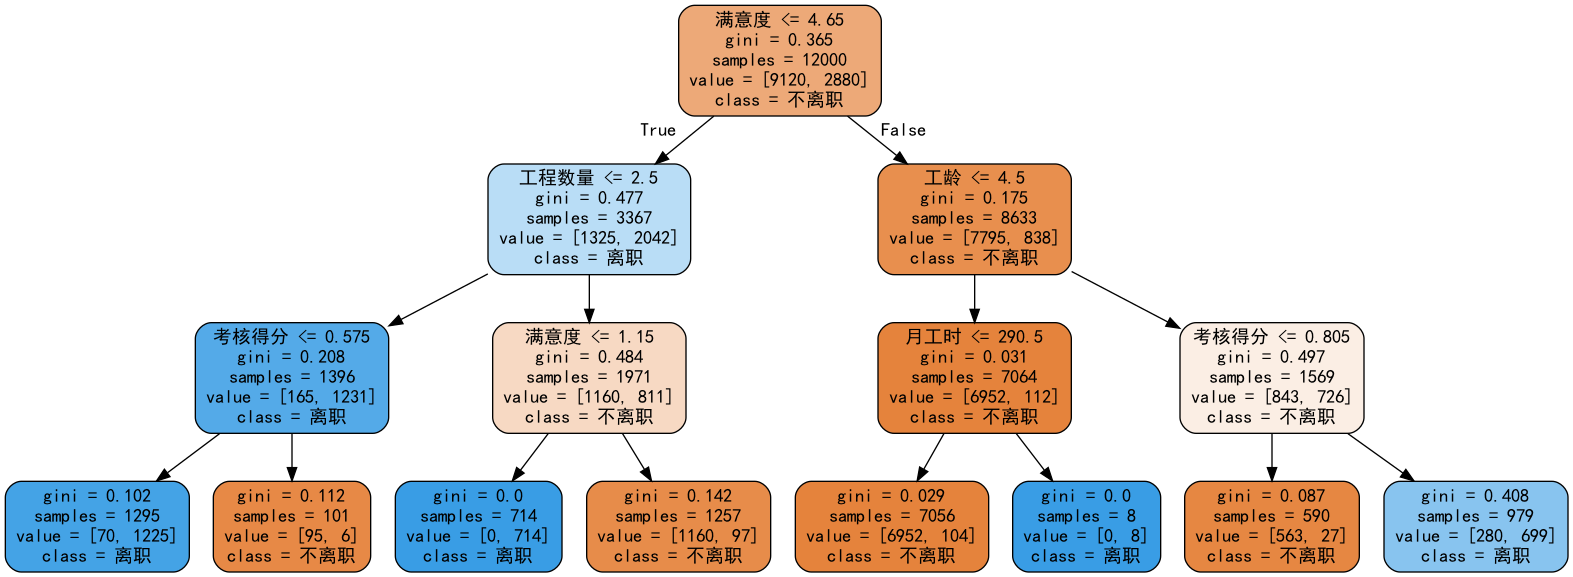 满意度 <= 4.65
gini = 0.365
samples = 12000
value = [9120, 2880]
class = 不离职
True
False
工程数量 <= 2.5
gini = 0.477
samples = 3367
value = [1325, 2042]
class = 离职
工龄 <= 4.5
gini = 0.175
samples = 8633
value = [7795, 838]
class = 不离职
考核得分 <= 0.575
gini = 0.208
samples = 1396
value = [165, 1231]
class = 离职
满意度 <= 1.15
gini = 0.484
samples = 1971
value = [1160, 811]
class = 不离职
月工时 <= 290.5
gini = 0.031
samples = 7064
value = [6952, 112]
class = 不离职
考核得分 <= 0.805
gini = 0.497
samples = 1569
value = [843, 726]
class = 不离职
gini = 0.102
samples = 1295
value = [70, 1225]
class = 离职
gini = 0.112
samples = 101
value = [95, 6]
class = 不离职
gini = 0.0
samples = 714
value = [0, 714]
class = 离职
gini = 0.142
samples = 1257
value = [1160, 97]
class = 不离职
gini = 0.029
samples = 7056
value = [6952, 104]
class = 不离职
gini = 0.0
samples = 8
value = [0, 8]
class = 离职
gini = 0.087
samples = 590
value = [563, 27]
class = 不离职
gini = 0.408
samples = 979
value = [280, 699]
class = 离职